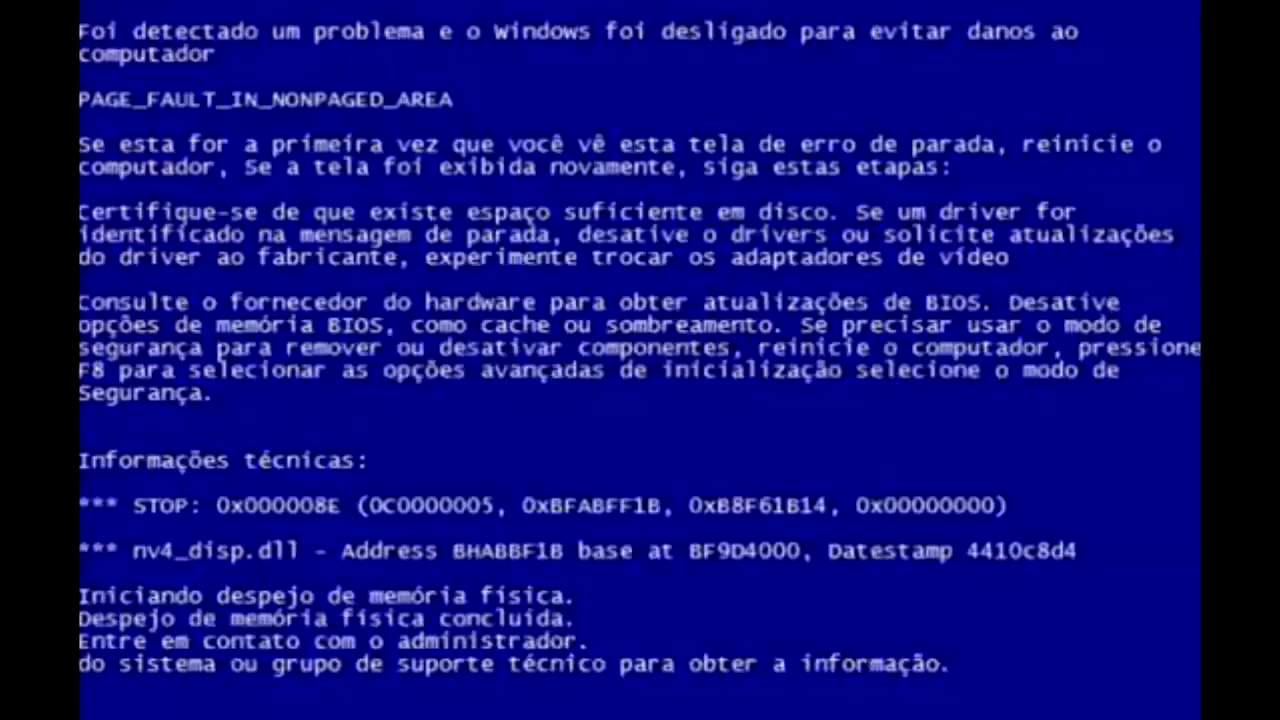 Foi detectado um problema e o Windows foi desligado para evitar danos ao
computador
PAGE_FAULT_IN_NONPAGED_AREA
Se esta for a primeira vez que você vê esta tela de erro de parada, reinicie o
computador, Se a tela foi exibida novamente, siga estas etapas:
Certifique-se de que existe espaço suficiente em disco. Se um driver for
identificado na mensagem de parada, desative o drivers ou solicite atualizações
do driver ao fabricante, experimente trocar os adaptadores de vídeo
Consulte o fornecedor do hardware para obter atualizações de BIOS. Desative
opções de memória BIOS, como cache ou sombreamento. Se precisar usar o modo de
segurança para remover ou desativar componentes, reinicie o computador, pressione
F8 para selecionar as opções avançadas de inicialização selecione o modo de
Segurança.
Informações técnicas:
*** STOP: 0x000008E (0C0000005, 0xBFABFF1B, 0xB8F61B14, 0x00000000)
*** nv4_disp.dll - Address BHABBF1B base at BF9D4000, Datestamp 4410c8d4
Iniciando despejo de memória física.
Despejo de memória física concluída.
Entre em contato com o administrador.
do sistema ou grupo de suporte técnico para obter a informação.